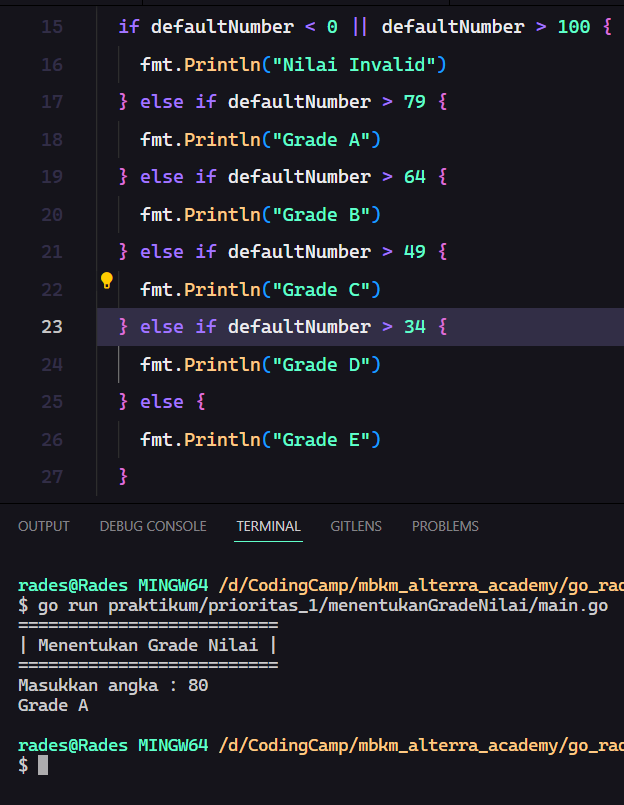 15 if defaultNumber < 0 || defaultNumber > 100 {
16 fmt.Println("Nilai Invalid")
17 } else if defaultNumber > 79 {
18 fmt.Println("Grade A")
19 } else if defaultNumber > 64 {
20 fmt.Println("Grade B")
21 } else if defaultNumber > 49 {
22 fmt.Println("Grade C")
23 } else if defaultNumber > 34 {
24 fmt.Println("Grade D")
25 } else {
26 fmt.Println("Grade E")
27 }
OUTPUT DEBUG CONSOLE TERMINAL GITLENS PROBLEMS
rades@Rades MINGW64 /d/CodingCamp/mbkm_alterra_academy/go_rad
$ go run praktikum/prioritas_1/menentukanGradeNilai/main.go
==========================
| Menentukan Grade Nilai |
==========================
Masukkan angka : 80
Grade A
rades@Rades MINGW64 /d/CodingCamp/mbkm_alterra_academy/go_rad
$